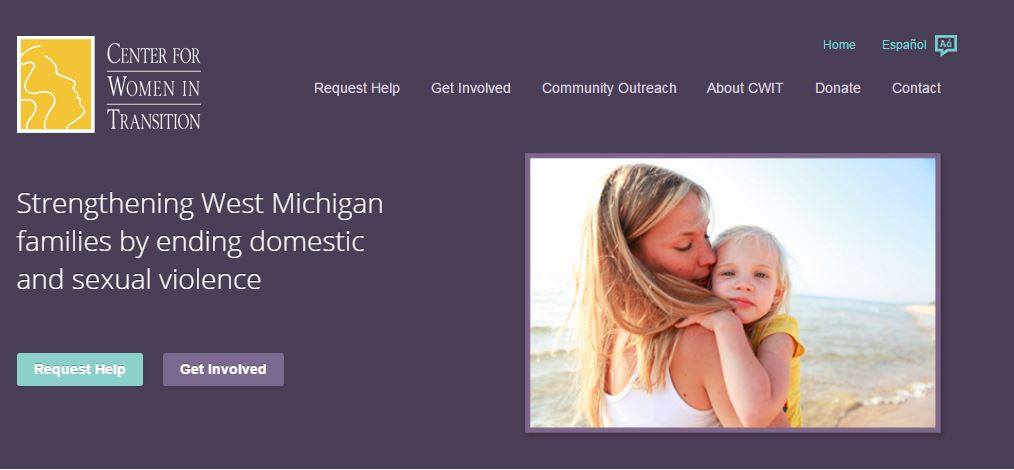 CENTER FOR
WOMEN IN
TRANSITION
Home Español Aá
Request Help Get Involved Community Outreach About CWIT Donate Contact
Strengthening West Michigan
families by ending domestic
and sexual violence
Request Help Get Involved